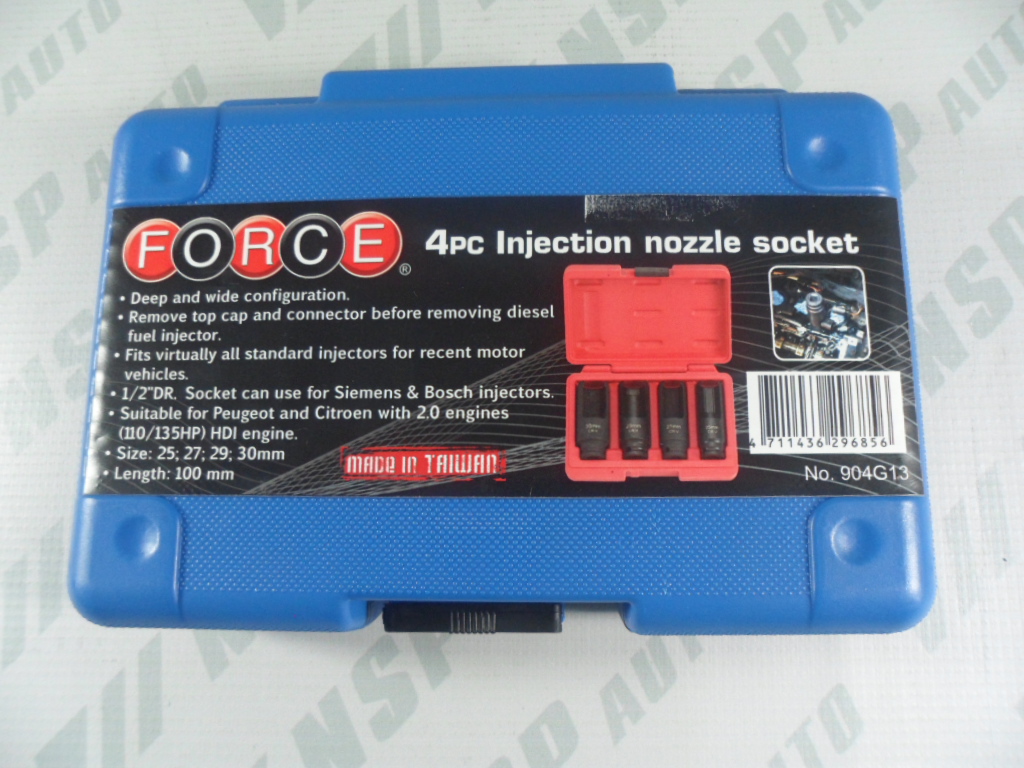 FORCE®
4PC Injection nozzle socket
• Deep and wide configuration.
• Remove top cap and connector before removing diesel
fuel injector.
• Fits virtually all standard injectors for recent motor
vehicles.
• 1/2"DR. Socket can use for Siemens & Bosch injectors.
• Suitable for Peugeot and Citroen with 2.0 engines
(110/135HP) HDI engine.
• Size: 25; 27; 29; 30mm
• Length: 100 mm
MADE IN TAIWAN
4 711436 296856
No. 904G13
NSP AUTO